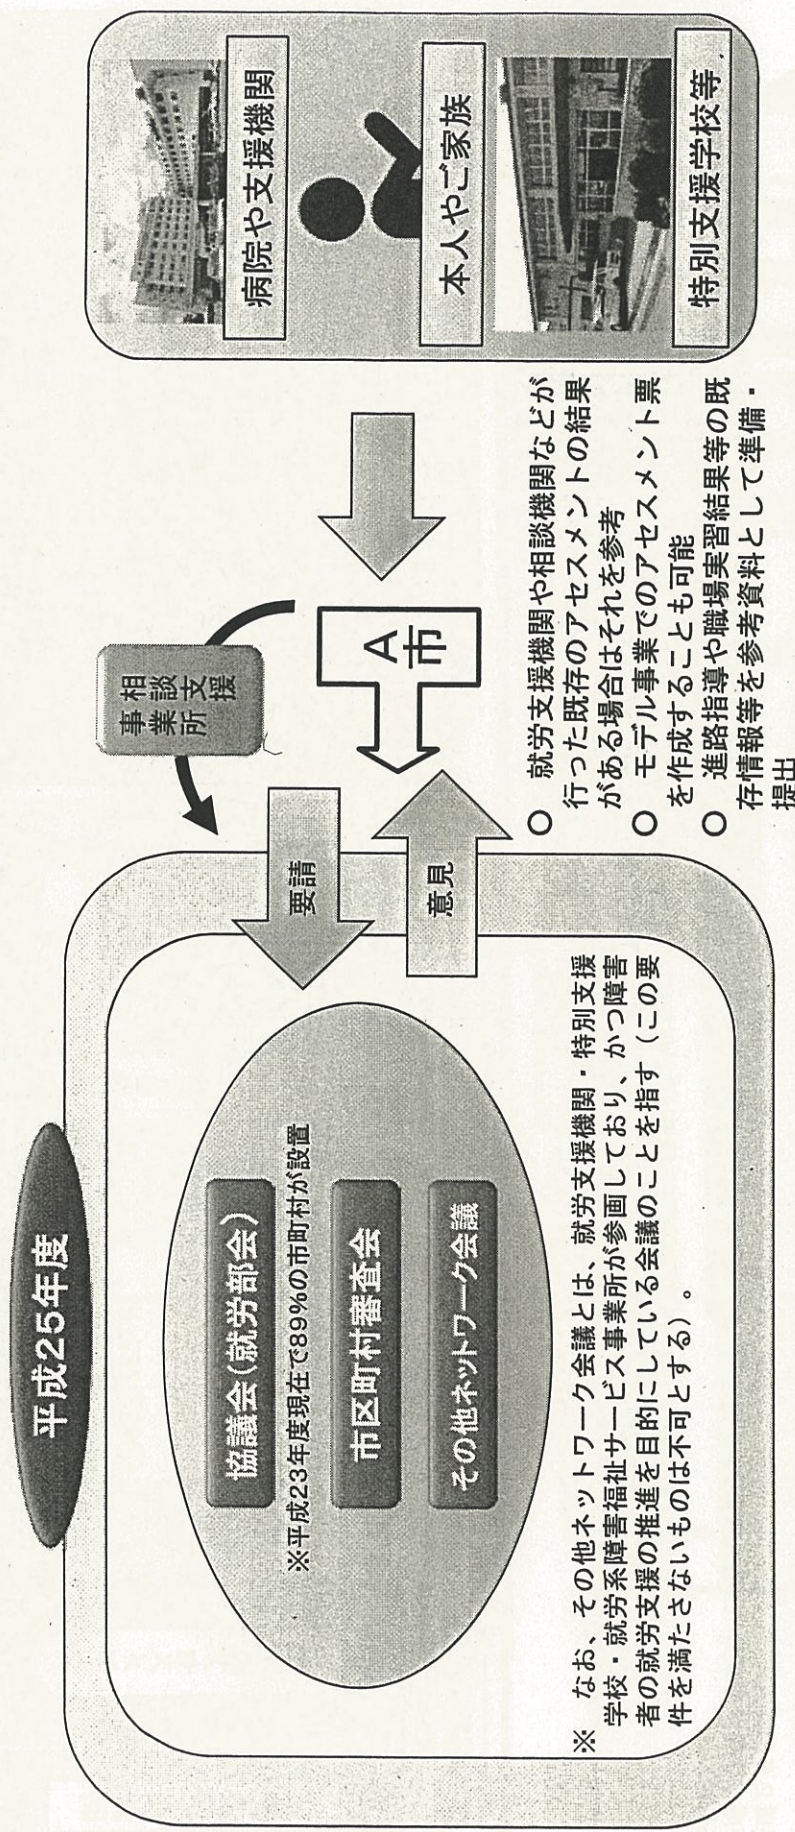 平成25年度
協議会(就労部会)
※平成23年度現在で89%の市町村が設置
市区町村審査会
その他ネットワーク会議
※ なお、その他ネットワーク会議とは、就労支援機関・特別支援
学校・就労系障害福祉サービス事業所が参画しており、かつ障害
者の就労支援の推進を目的にしている会議のことを指す（この要
件を満たさないものは不可とする）。
要請
意見
相談支援
事業所
A市
○ 就労支援機関や相談機関などが
行った既存のアセスメントの結果
がある場合はそれを参考
○ モデル事業でのアセスメント票
を作成することも可能
○ 進路指導や職場実習結果等の既
存情報等を参考資料として準備・
提出
病院や支援機関
本人やご家族
特別支援学校等